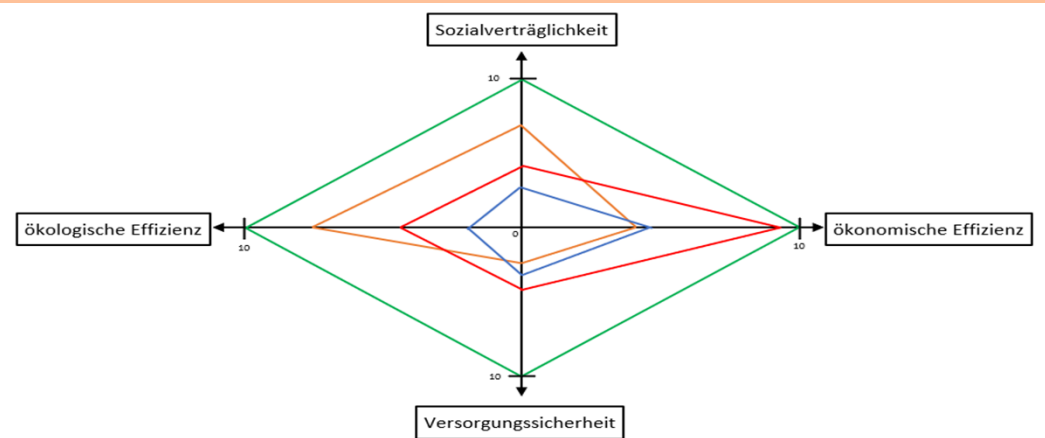 Sozialverträglichkeit
10
ökologische Effizienz
10
0
10
ökonomische Effizienz
10
Versorgungssicherheit